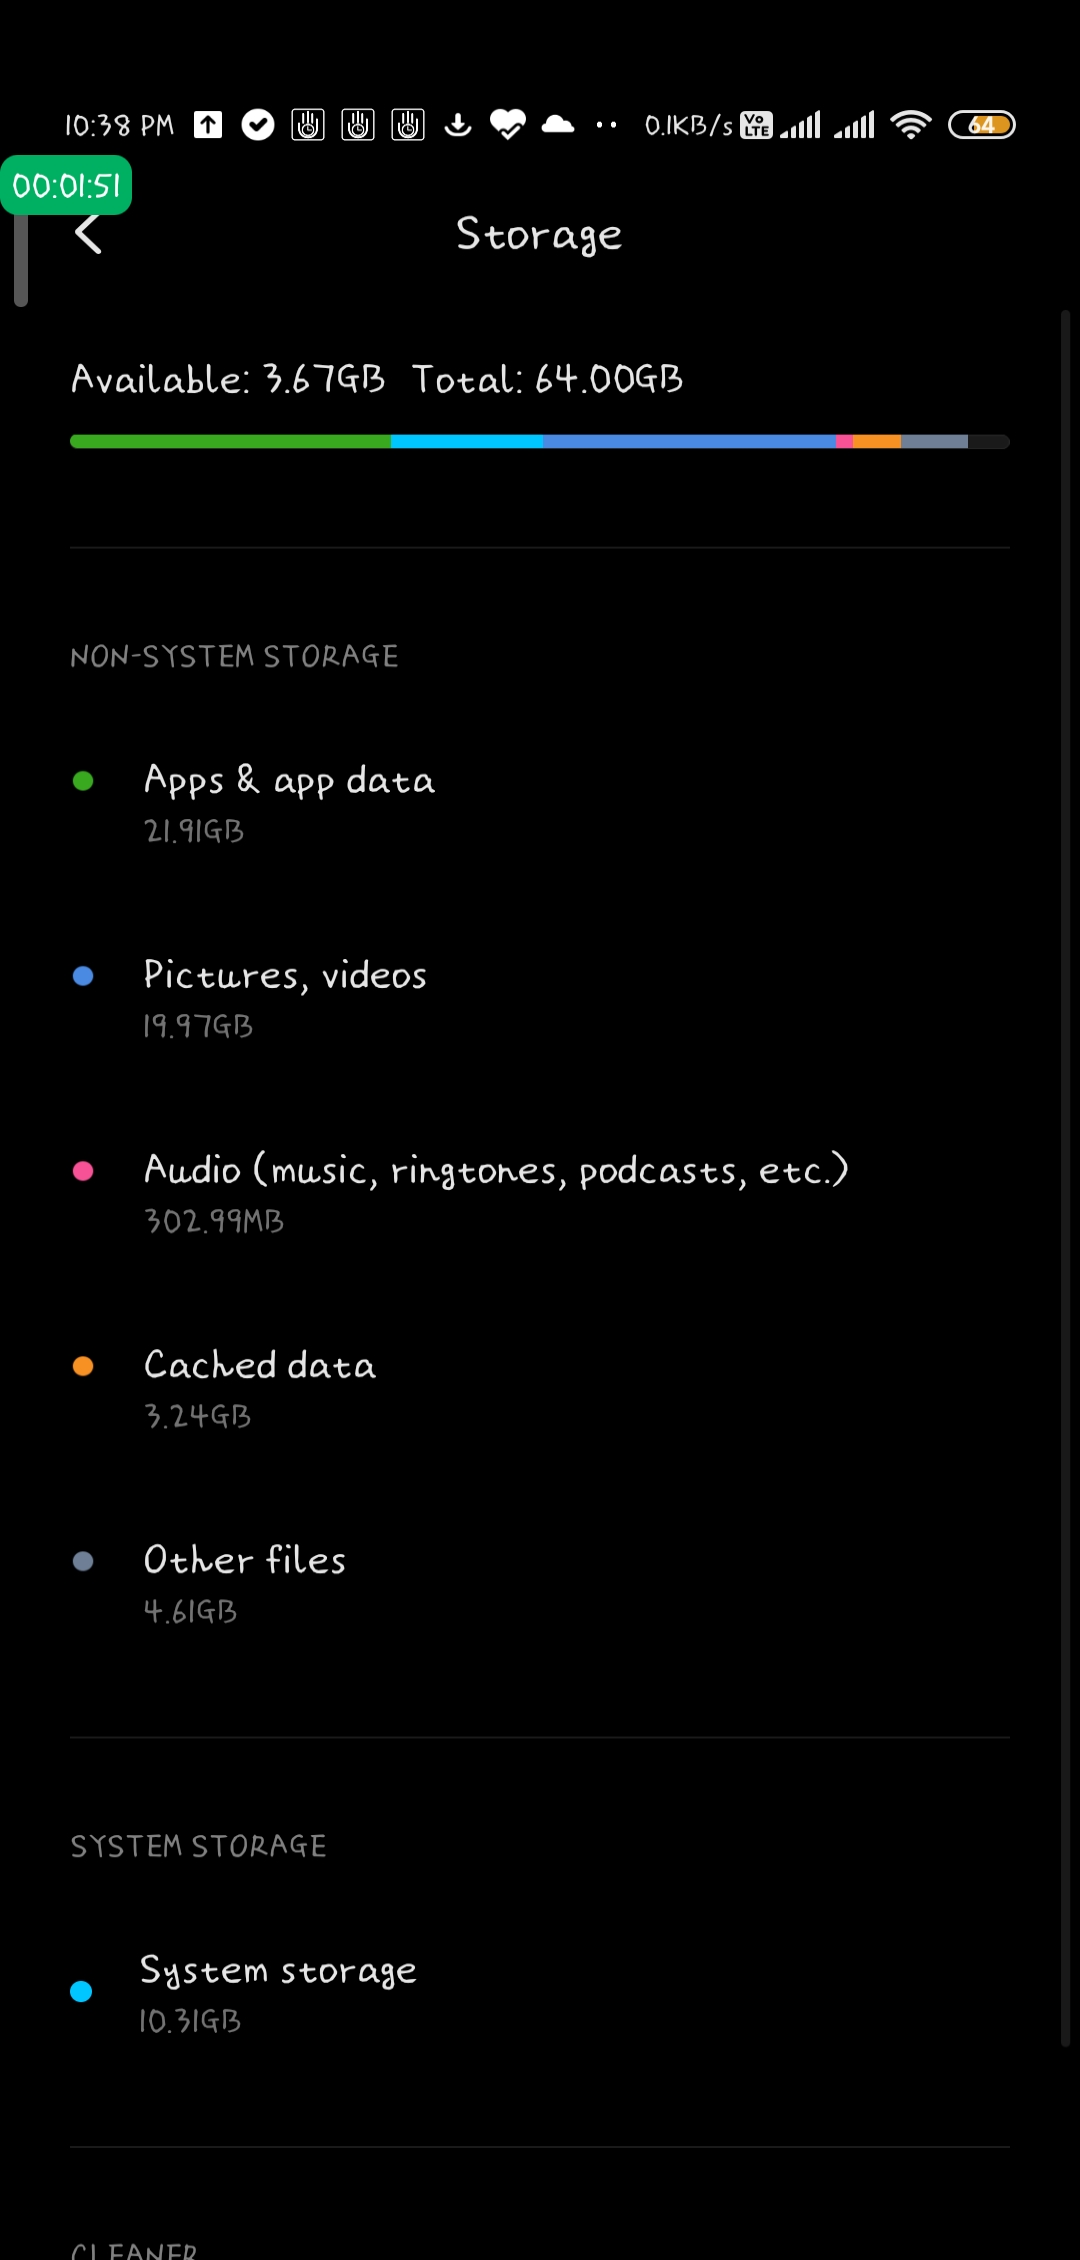 10:38 PM 0.1KB/s Vo LTE 64
00:01:51
Storage
Available: 3.67GB Total: 64.00GB
NON-SYSTEM STORAGE
Apps & app data
21.91GB
Pictures, videos
19.97GB
Audio (music, ringtones, podcasts, etc.)
302.99MB
Cached data
3.24GB
Other files
4.61GB
SYSTEM STORAGE
System storage
10.31GB
CLEANER